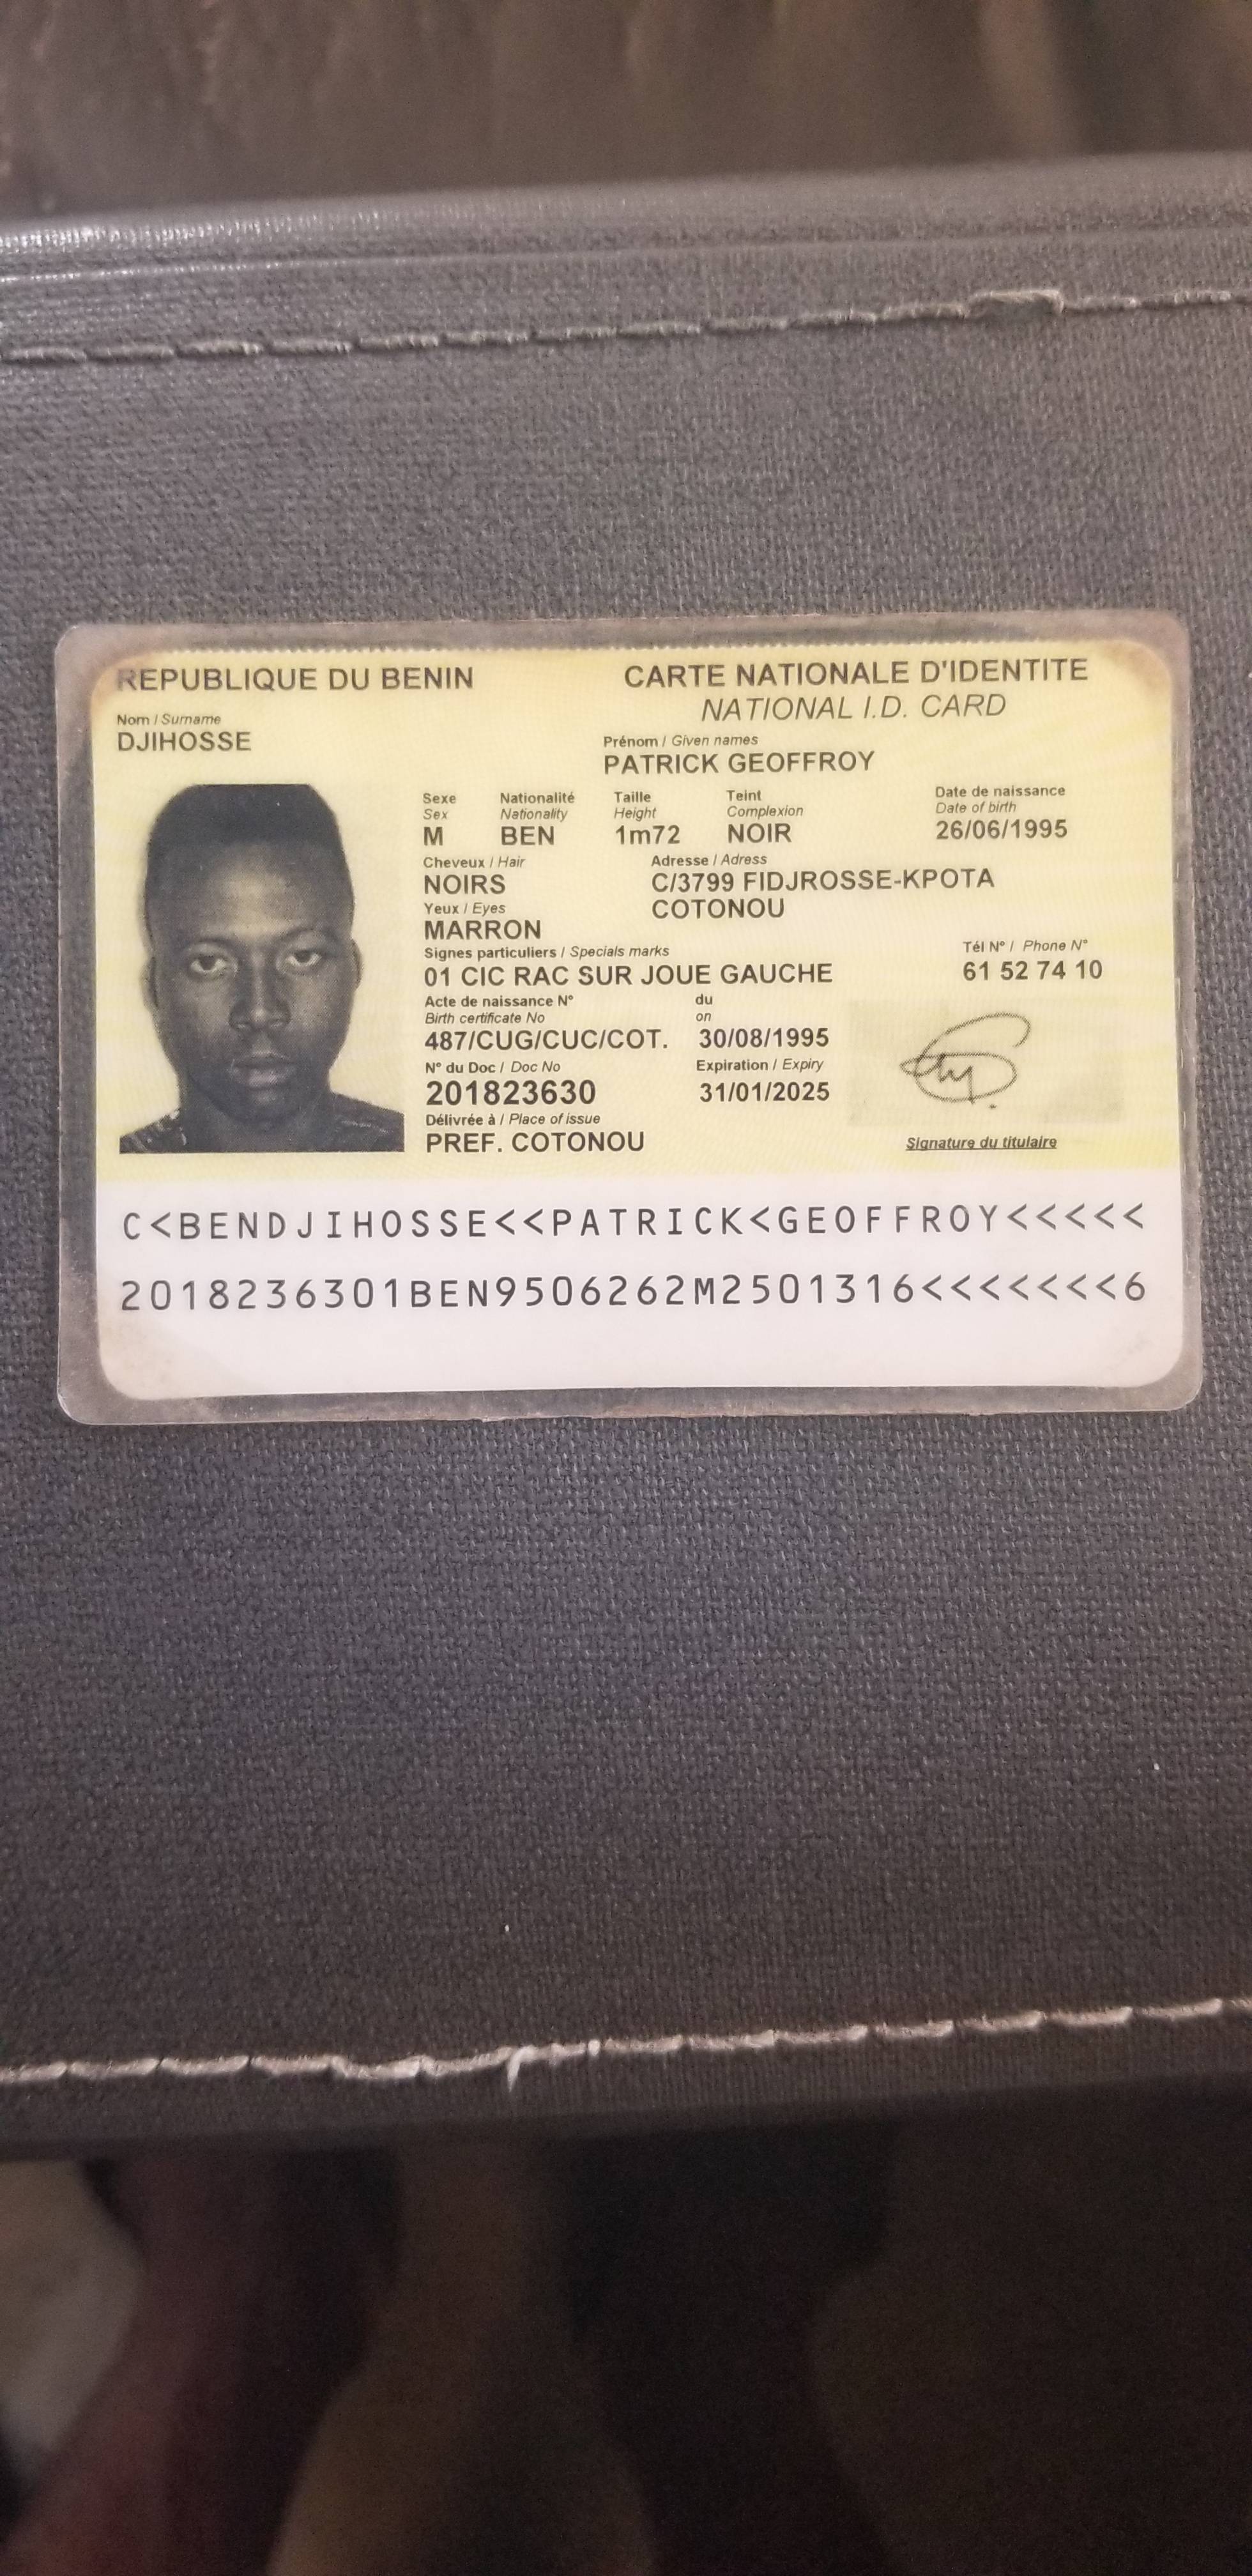 REPUBLIQUE DU BENIN
CARTE NATIONALE D'IDENTITE
NATIONAL I.D. CARD
Nom / Surname
DJIHOSSE
Prénom / Given names
PATRICK GEOFFROY
Sexe Nationalité Taille Teint Date de naissance
Sex Nationality Height Complexion Date of birth
M BEN 1m72 NOIR 26/06/1995
Cheveux / Hair Adresse / Adress
NOIRS C/3799 FIDJROSSE-KPOTA
Yeux / Eyes COTONOU
MARRON
Signes particuliers / Specials marks Tél N° / Phone N°
01 CIC RAC SUR JOUE GAUCHE 61 52 74 10
Acte de naissance N° du
Birth certificate No on
487/CUG/CUC/COT. 30/08/1995
N° du Doc / Doc No Expiration / Expiry
201823630 31/01/2025
Délivrée à / Place of issue
PREF. COTONOU
Signature du titulaire
C<BENDJIHOSSE<<PATRICK<GEOFFROY<<<<<
2018236301BEN9506262M2501316<<<<<<<6